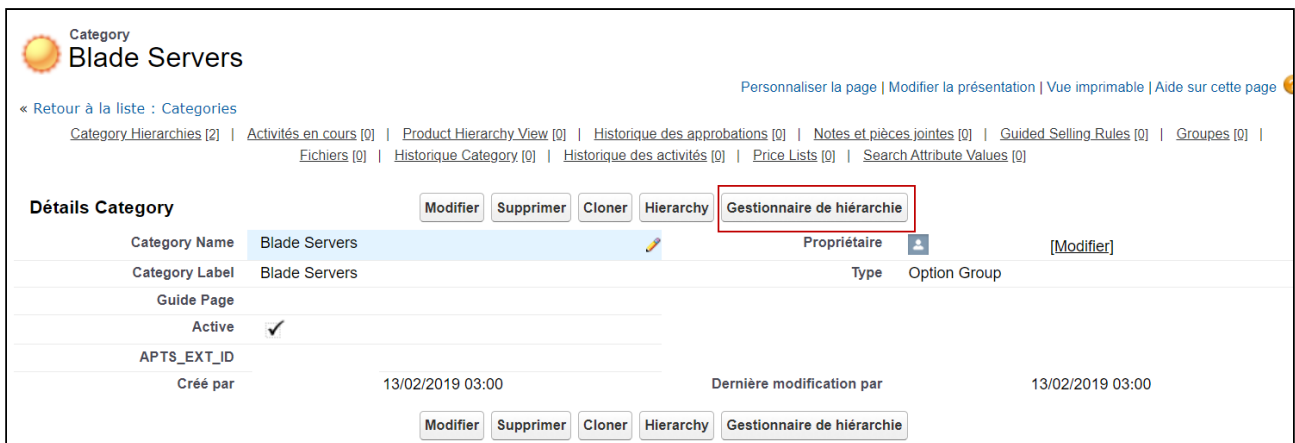 Category
Blade Servers
Personnaliser la page | Modifier la présentation | Vue imprimable | Aide sur cette page
« Retour à la liste : Categories
Category Hierarchies [2] | Activités en cours [0] | Product Hierarchy View [0] | Historique des approbations [0] | Notes et pièces jointes [0] | Guided Selling Rules [0] | Groupes [0] |
Fichiers [0] | Historique Category [0] | Historique des activités [0] | Price Lists [0] | Search Attribute Values [0]
Détails Category Modifier Supprimer Cloner Hierarchy Gestionnaire de hiérarchie
Category Name Blade Servers Propriétaire [Modifier]
Category Label Blade Servers Type Option Group
Guide Page
Active
APTS_EXT_ID
Créé par 13/02/2019 03:00 Dernière modification par 13/02/2019 03:00
Modifier Supprimer Cloner Hierarchy Gestionnaire de hiérarchie